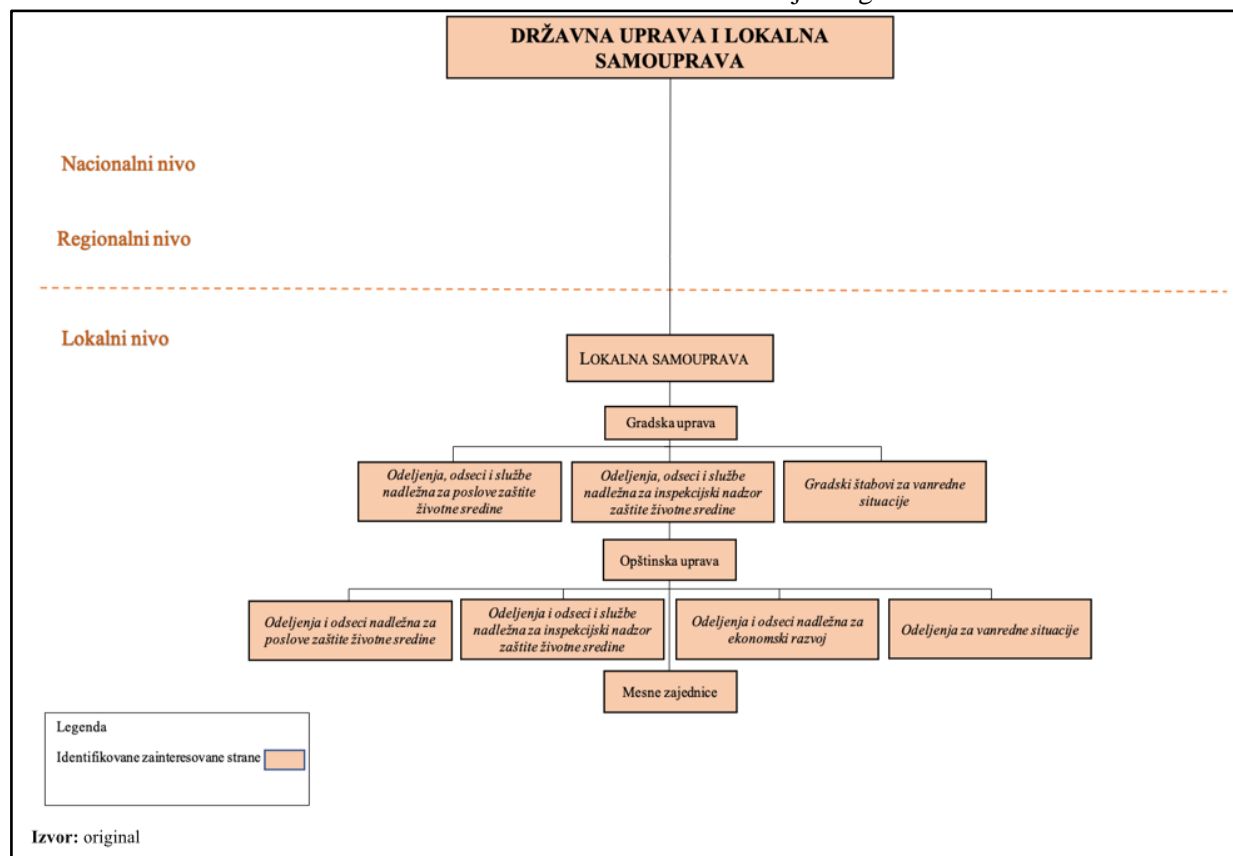 DRŽAVNA UPRAVA I LOKALNA
SAMOUPRAVA
Nacionalni nivo
Regionalni nivo
Lokalni nivo
LOKALNA SAMOUPRAVA
Gradska uprava
Odeljenja, odseci i službe
nadležna za poslove zaštite
životne sredine
Odeljenja, odseci i službe
nadležna za inspekcijski nadzor
zaštite životne sredine
Gradski štabovi za vanredne
situacije
Opštinska uprava
Odeljenja i odseci nadležna za
poslove zaštite životne sredine
Odeljenja i odseci i službe
nadležna za inspekcijski nadzor
zaštite životne sredine
Odeljenja i odseci nadležna za
ekonomski razvoj
Odeljenja za vanredne situacije
Mesne zajednice
Legenda
Identifikovane zainteresovane strane
Izvor: original